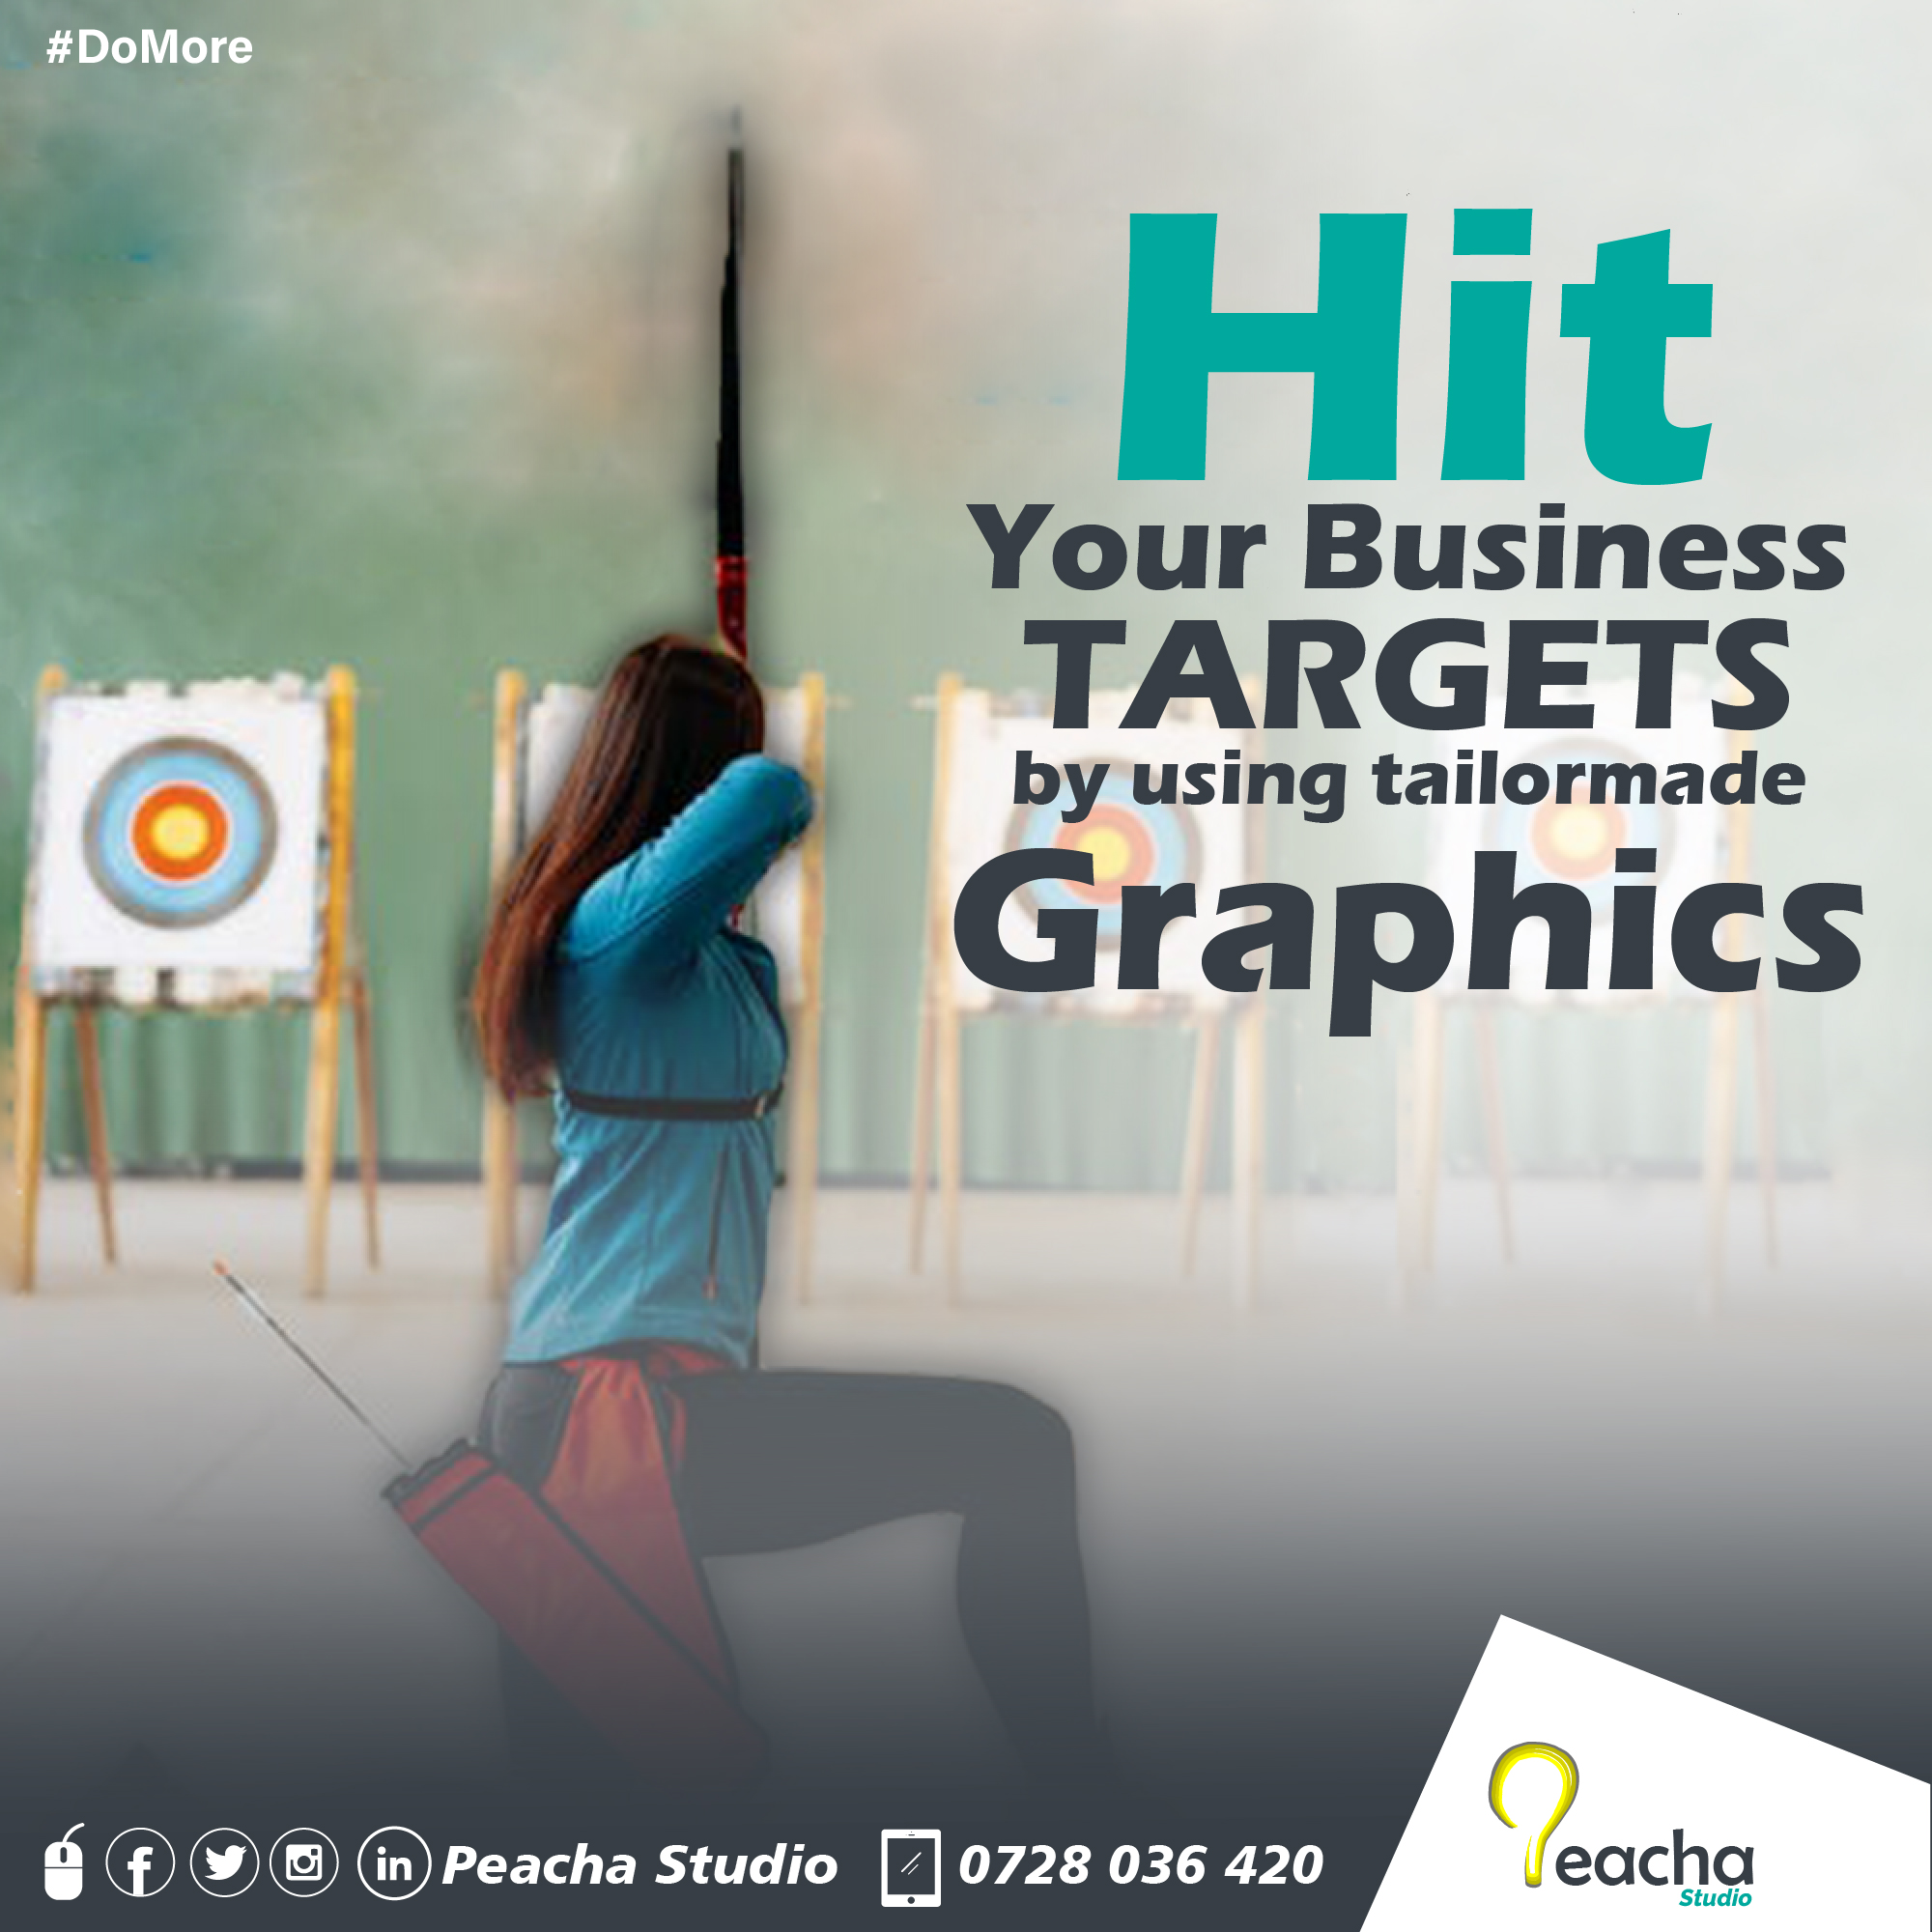 #DoMore
Hit
Your Business
TARGETS
by using tailormade
Graphics
Peacha Studio 0728 036 420
Peacha
Studio